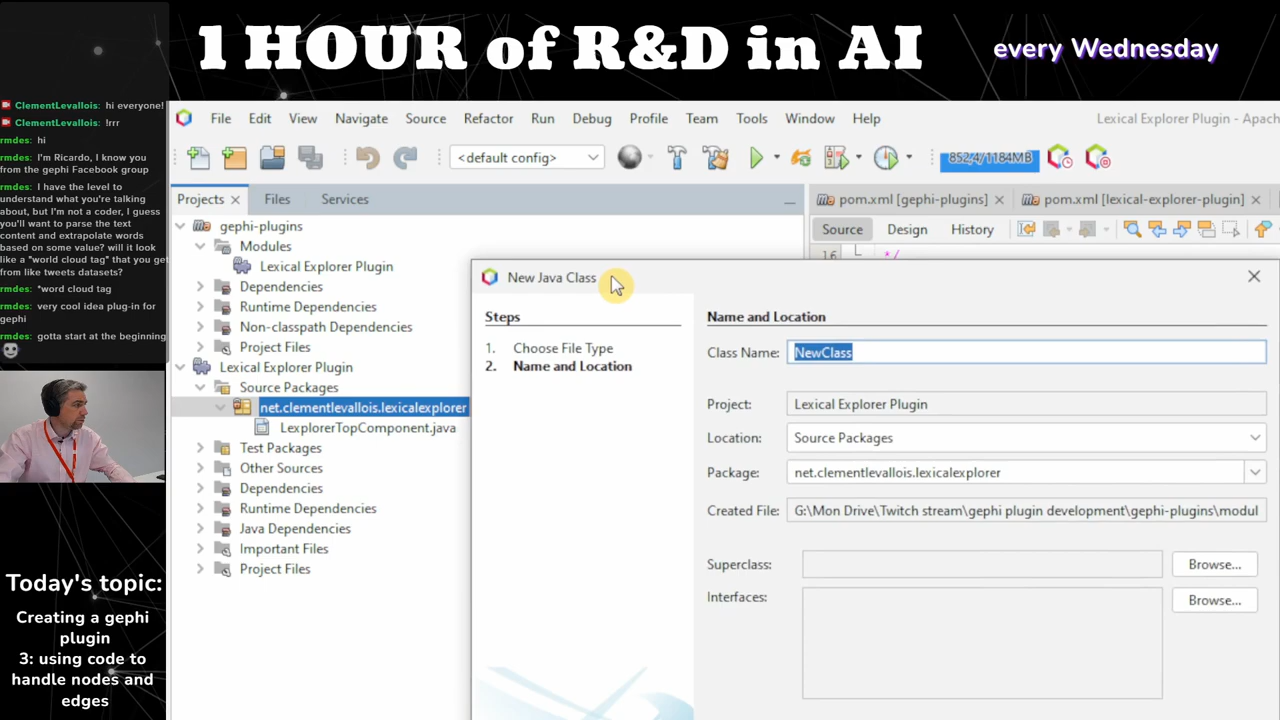 1 HOUR of R&D in AI
every Wednesday
ClementLevallois: hi everyone!
ClementLevallois: !rrr
rmdes: hi
rmdes: I'm Ricardo, I know you
from the gephi Facebook group
rmdes: I have the level to
understand what you're talking
about, but I'm not a coder, I guess
you'll want to parse the text
content and extrapolate words
based on some value? will it look
like a "world cloud tag" that you get
from like tweets datasets?
rmdes: *word cloud tag
rmdes: very cool idea plug-in for
gephi
rmdes: gotta start at the beginning
Today's topic:
Creating a gephi
plugin
3: using code to
handle nodes and
edges
File Edit View Navigate Source Refactor Run Debug Profile Team Tools Window Help
Lexical Explorer Plugin - Apach
<default config>
852,4/1184MB
Projects
Files
Services
pom.xml [gephi-plugins]
pom.xml [lexical-explorer-plugin]
Source
Design
History
16 */
gephi-plugins
Modules
Lexical Explorer Plugin
Dependencies
Runtime Dependencies
Non-classpath Dependencies
Project Files
Lexical Explorer Plugin
Source Packages
net.clementlevallois.lexicalexplorer
LexplorerTopComponent.java
Test Packages
Other Sources
Dependencies
Runtime Dependencies
Java Dependencies
Important Files
Project Files
New Java Class
Steps
1. Choose File Type
2. Name and Location
Name and Location
Class Name: NewClass
Project: Lexical Explorer Plugin
Location: Source Packages
Package: net.clementlevallois.lexicalexplorer
Created File: G:\Mon Drive\Twitch stream\gephi plugin development\gephi-plugins\modul
Superclass:
Browse...
Interfaces:
Browse...